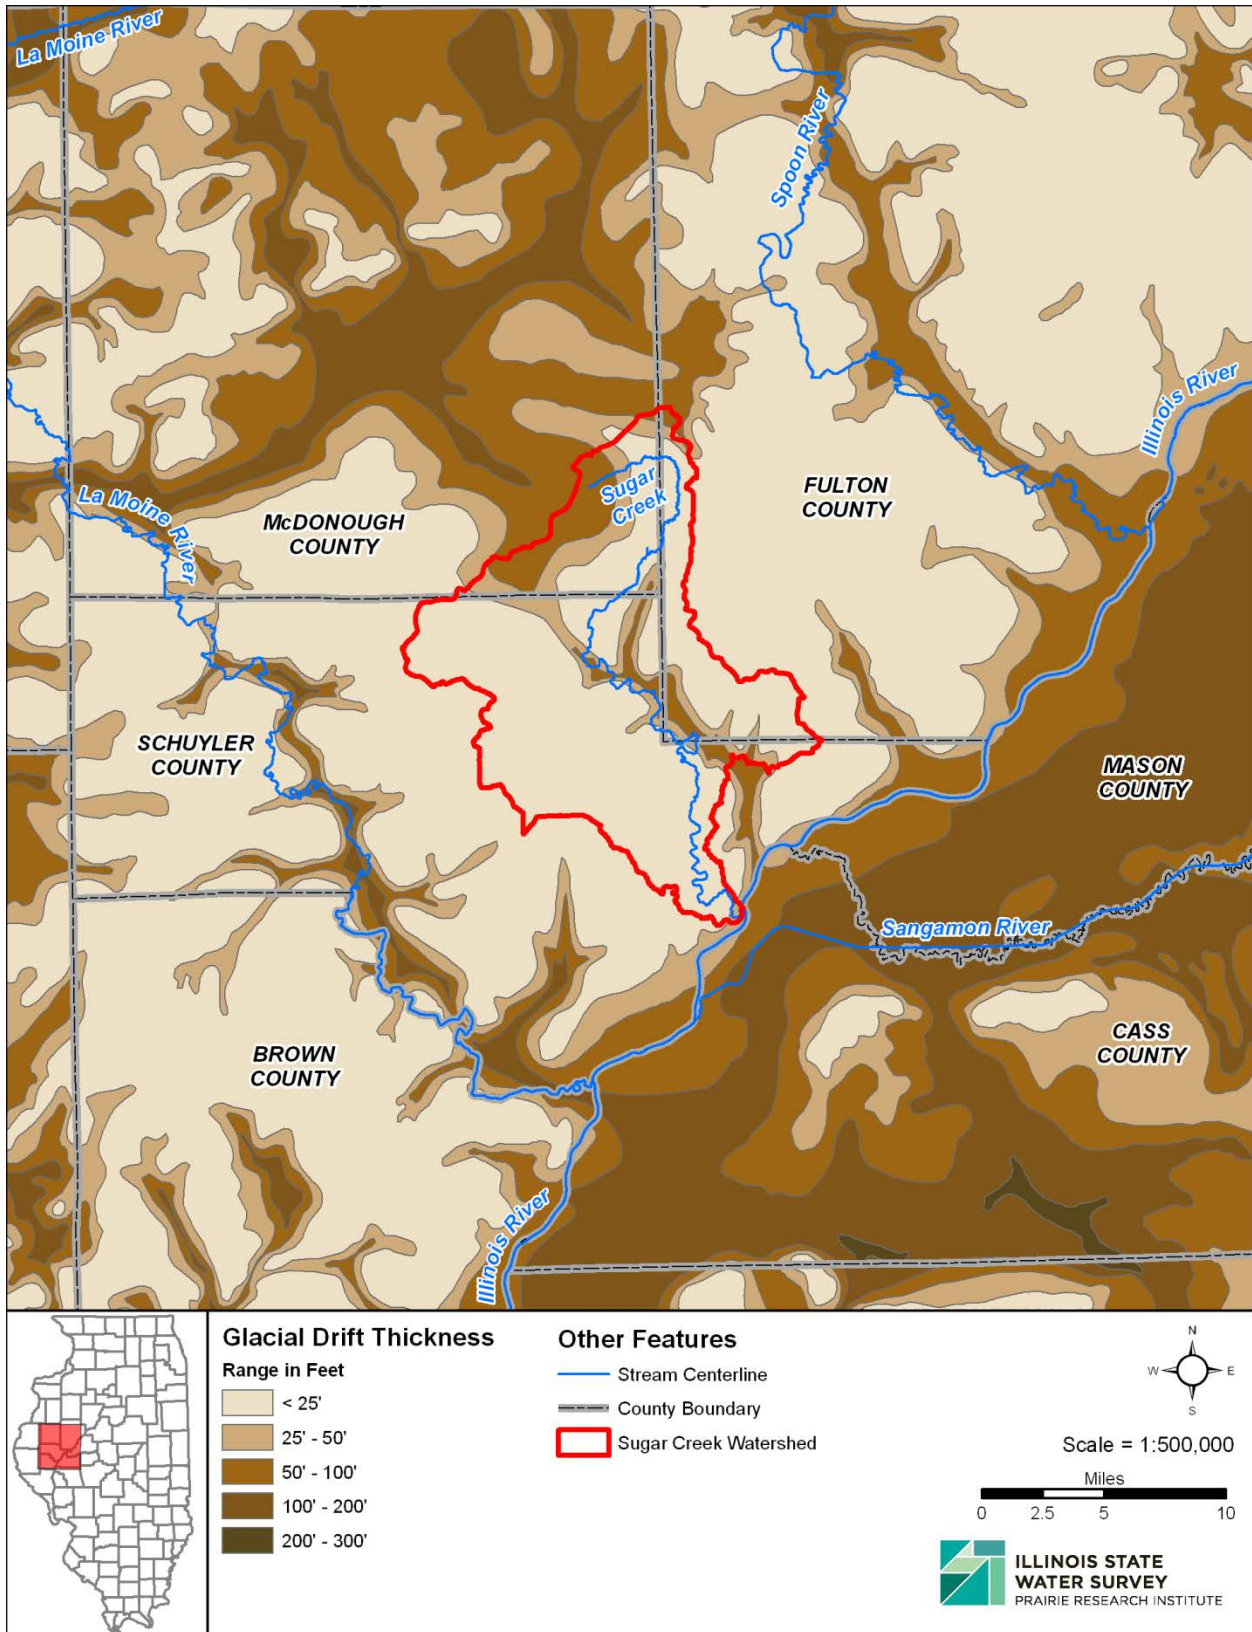 La Moine River
Spoon River
Illinois River
Sugar
Creek
FULTON
COUNTY
La Moine River
McDONOUGH
COUNTY
SCHUYLER
COUNTY
MASON
COUNTY
Sangamon River
CASS
COUNTY
BROWN
COUNTY
Illinois River
Glacial Drift Thickness
Range in Feet
< 25'
25' - 50'
50' - 100'
100' - 200'
200' - 300'
Other Features
Stream Centerline
County Boundary
Sugar Creek Watershed
N
W
E
S
Scale = 1:500,000
Miles
0 2.5 5 10
ILLINOIS STATE
WATER SURVEY
PRAIRIE RESEARCH INSTITUTE